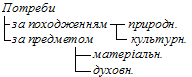 Потреби
за походженням природн.
за предметом культурн.
матеріальн.
духовн.